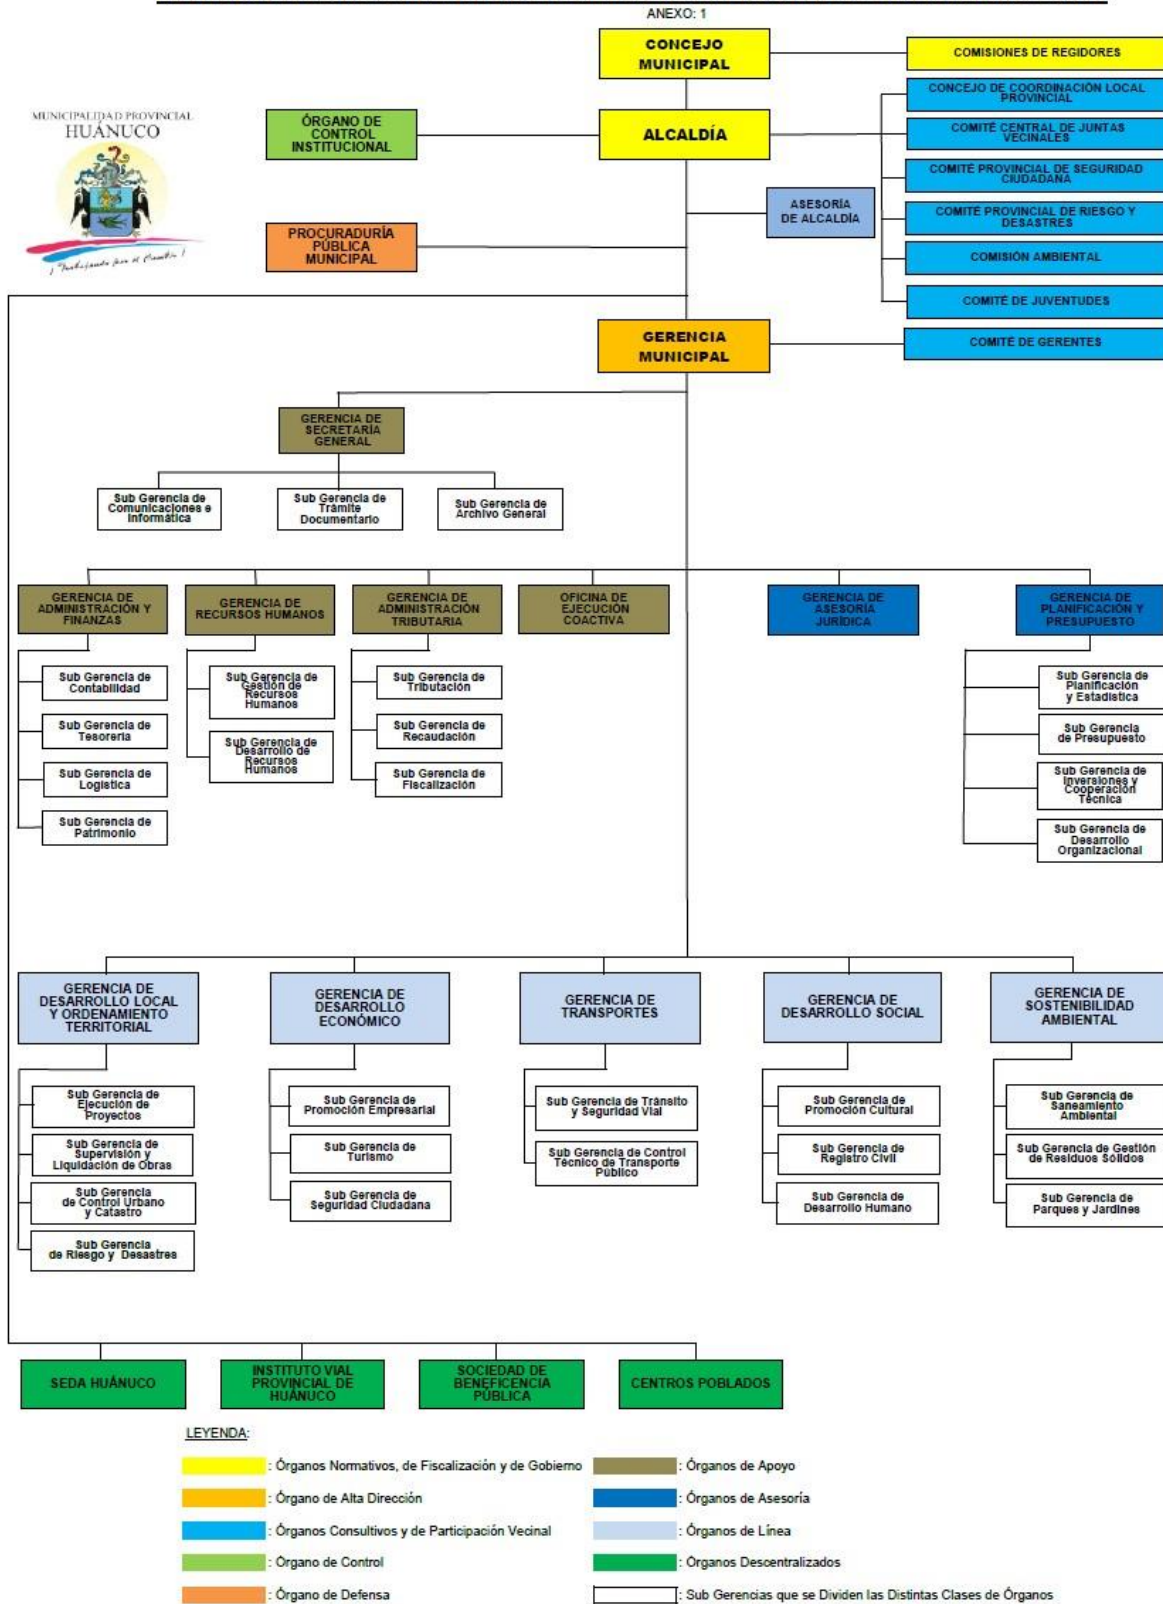 ANEXO: 1
CONCEJO
MUNICIPAL
COMISIONES DE REGIDORES
CONCEJO DE COORDINACIÓN LOCAL
PROVINCIAL
MUNICIPALIDAD PROVINCIAL
HUÁNUCO
ÓRGANO DE
CONTROL
INSTITUCIONAL
ALCALDÍA
COMITÉ CENTRAL DE JUNTAS
VECINALES
COMITÉ PROVINCIAL DE SEGURIDAD
CIUDADANA
ASESORÍA
DE ALCALDÍA
COMITÉ PROVINCIAL DE RIESGO Y
DESASTRES
PROCURADURÍA
PÚBLICA
MUNICIPAL
COMISIÓN AMBIENTAL
COMITÉ DE JUVENTUDES
GERENCIA
MUNICIPAL
COMITÉ DE GERENTES
GERENCIA DE
SECRETARÍA
GENERAL
Sub Gerencia de
Comunicaciones e
Informática
Sub Gerencia de
Trámite
Documentario
Sub Gerencia de
Archivo General
GERENCIA DE
ADMINISTRACIÓN Y
FINANZAS
GERENCIA DE
RECURSOS HUMANOS
GERENCIA DE
ADMINISTRACIÓN
TRIBUTARIA
OFICINA DE
EJECUCIÓN
COACTIVA
GERENCIA DE
ASESORÍA
JURÍDICA
GERENCIA DE
PLANIFICACIÓN Y
PRESUPUESTO
Sub Gerencia de
Contabilidad
Sub Gerencia de
Tesorería
Sub Gerencia de
Logística
Sub Gerencia de
Patrimonio
Sub Gerencia de
Gestión de
Recursos
Humanos
Sub Gerencia de
Desarrollo de
Recursos
Humanos
Sub Gerencia de
Tributación
Sub Gerencia de
Recaudación
Sub Gerencia de
Fiscalización
Sub Gerencia de
Planificación
y Estadística
Sub Gerencia
de Presupuesto
Sub Gerencia de
Inversiones y
Cooperación
Técnica
Sub Gerencia de
Desarrollo
Organizacional
GERENCIA DE
DESARROLLO LOCAL
Y ORDENAMIENTO
TERRITORIAL
GERENCIA DE
DESARROLLO
ECONÓMICO
GERENCIA DE
TRANSPORTES
GERENCIA DE
DESARROLLO SOCIAL
GERENCIA DE
SOSTENIBILIDAD
AMBIENTAL
Sub Gerencia de
Ejecución de
Proyectos
Sub Gerencia de
Supervisión y
Liquidación de Obras
Sub Gerencia
de Control Urbano
y Catastro
Sub Gerencia
de Riesgo y Desastres
Sub Gerencia de
Promoción Empresarial
Sub Gerencia de
Turismo
Sub Gerencia de
Seguridad Ciudadana
Sub Gerencia de Tránsito
y Seguridad Vial
Sub Gerencia de Control
Técnico de Transporte
Público
Sub Gerencia de
Promoción Cultural
Sub Gerencia de
Registro Civil
Sub Gerencia de
Desarrollo Humano
Sub Gerencia de
Saneamiento
Ambiental
Sub Gerencia de Gestión
de Residuos Sólidos
Sub Gerencia de
Parques y Jardines
SEDA HUÁNUCO
INSTITUTO VIAL
PROVINCIAL DE
HUÁNUCO
SOCIEDAD DE
BENEFICENCIA
PÚBLICA
CENTROS POBLADOS
LEYENDA:
: Órganos Normativos, de Fiscalización y de Gobierno
: Órganos de Apoyo
: Órgano de Alta Dirección
: Órganos de Asesoría
: Órganos Consultivos y de Participación Vecinal
: Órganos de Línea
: Órgano de Control
: Órganos Descentralizados
: Órgano de Defensa
: Sub Gerencias que se Dividen las Distintas Clases de Órganos